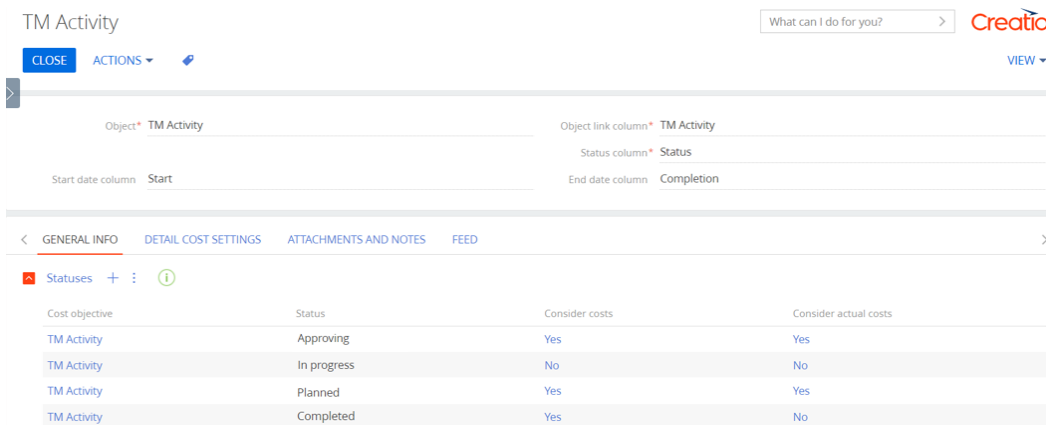 TM Activity
What can I do for you?
Creatio
CLOSE ACTIONS VIEW
Object* TM Activity Object link column* TM Activity
Status column* Status
Start date column Start End date column Completion
GENERAL INFO DETAIL COST SETTINGS ATTACHMENTS AND NOTES FEED
Statuses
Cost objective Status Consider costs Consider actual costs
TM Activity Approving Yes Yes
TM Activity In progress No No
TM Activity Planned Yes Yes
TM Activity Completed Yes No